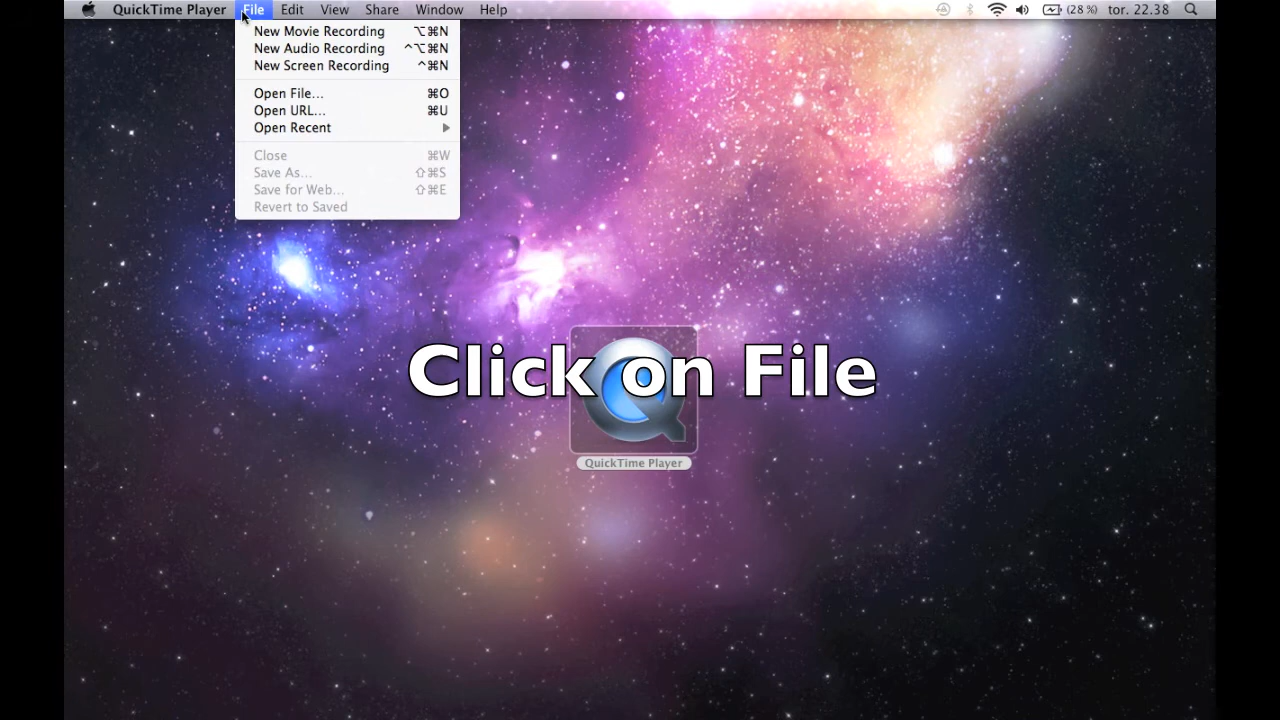 QuickTime Player File Edit View Share Window Help (28 %) tor. 22.38
New Movie Recording ⌥⌘N
New Audio Recording ^⌥⌘N
New Screen Recording ^⌘N
Open File... ⌘O
Open URL... ⌘U
Open Recent
Close ⌘W
Save As... ⇧⌘S
Save for Web... ⇧⌘E
Revert to Saved
Click on File
QuickTime Player